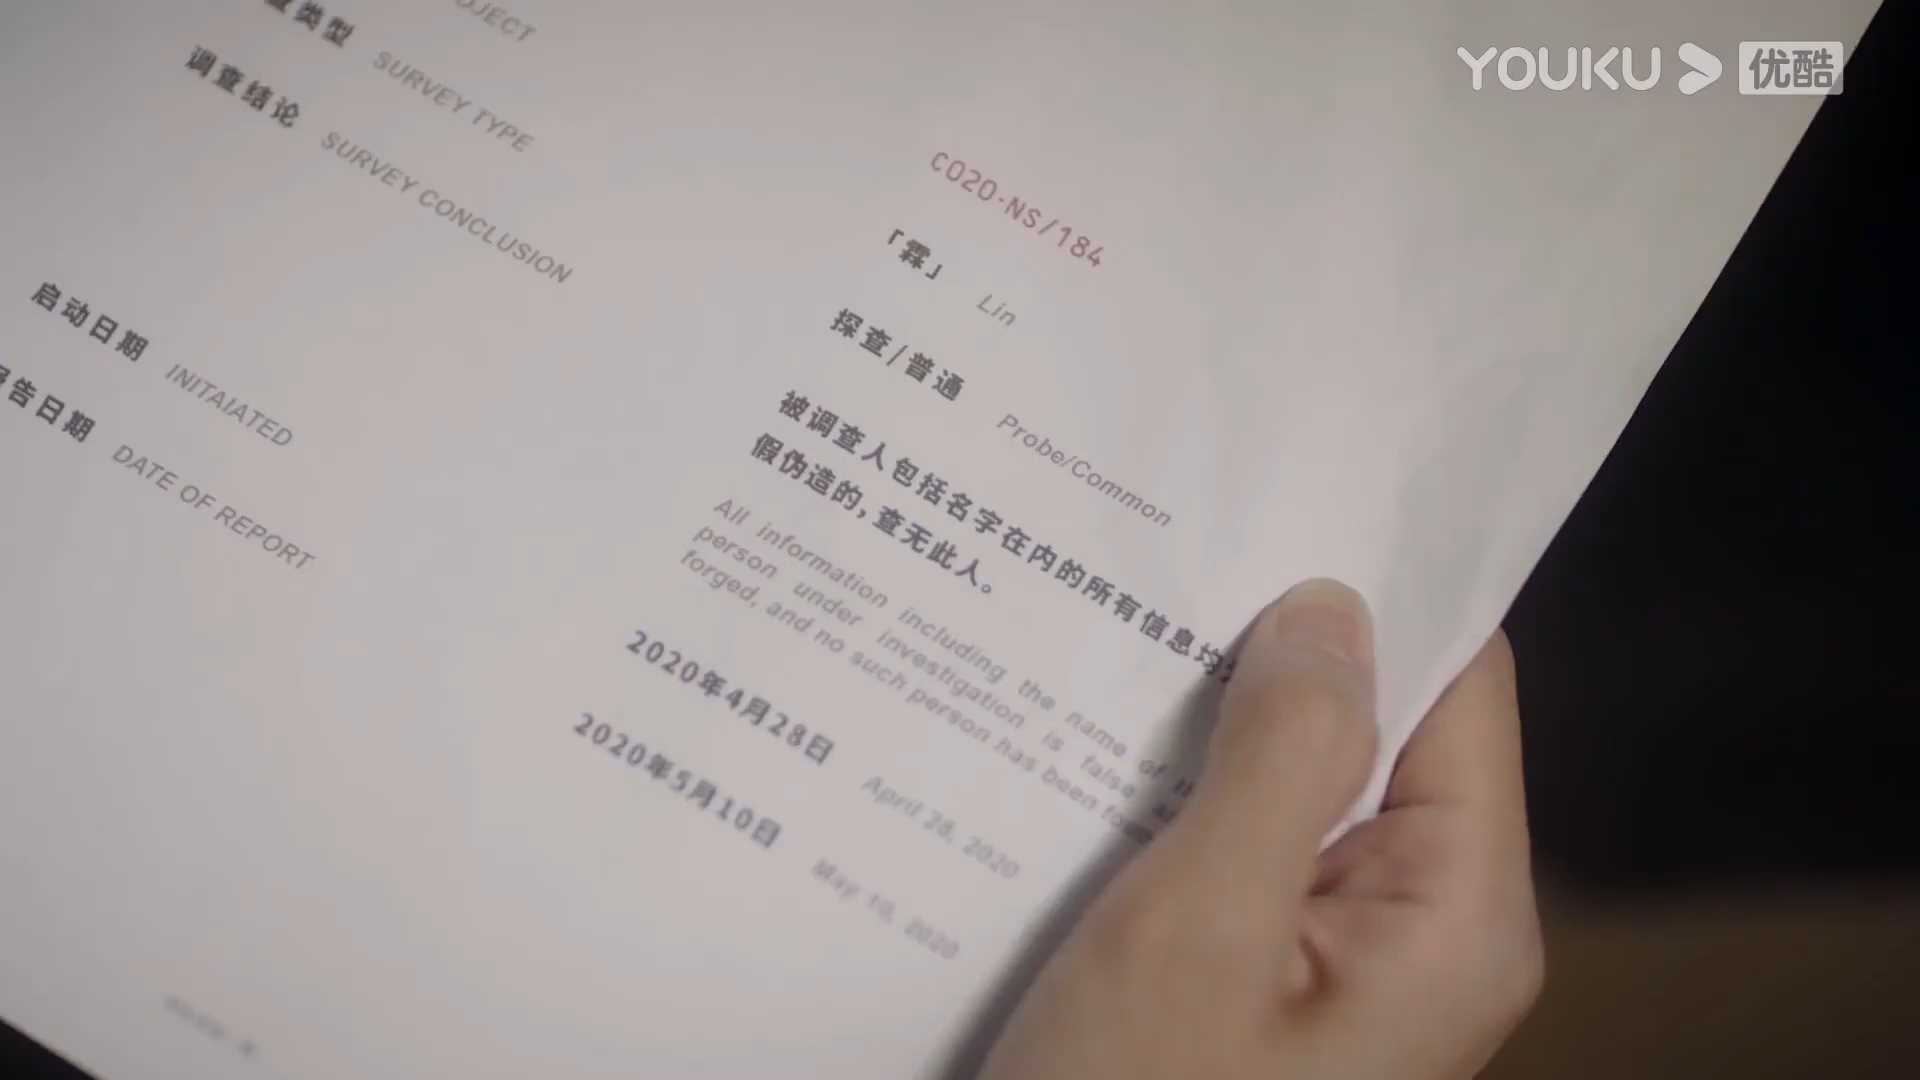 YOUKU 优酷
类型 SURVEY TYPE
调查结论 SURVEY CONCLUSION
启动日期 INITAIATED
告日期 DATE OF REPORT
CO20-NS/184
「霖」 Lin
探查/普通 Probe/Common
被调查人包括名字在内的所有信息均
假伪造的，查无此人。
All information including the name of
person under investigation is false
forged, and no such person has been
2020年4月28日 April 28, 2020
2020年5月10日 May 10, 2020